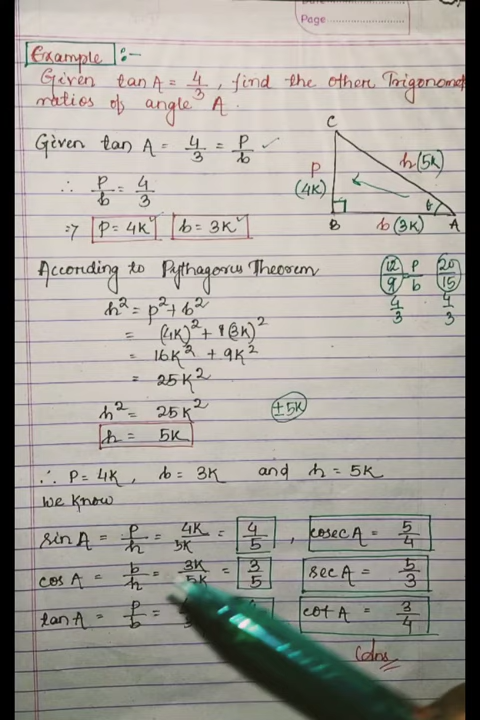 Page
Example :-
Given tan A = 4/3, find the other Trigonomet
ratios of angle A.
Given tan A = 4/3 = P/b ✓
∴ P/b = 4/3
⇒ P = 4K b = 3K
C
P
(4K)
h (5K)
B
b (3K)
A
According to Pythagorus Theorem
12/9 = P/b 20/15
4/3 4/3
h² = p² + b²
= (4K)² + (3K)²
= 16K² + 9K²
= 25K²
h² = 25K² ±5K
h = 5K
∴ P = 4K, b = 3K and h = 5K
We know
sin A = P/h = 4K/5K = 4/5, cosec A = 5/4
cos A = b/h = 3K/5K = 3/5 sec A = 5/3
tan A = P/b = cot A = 3/4